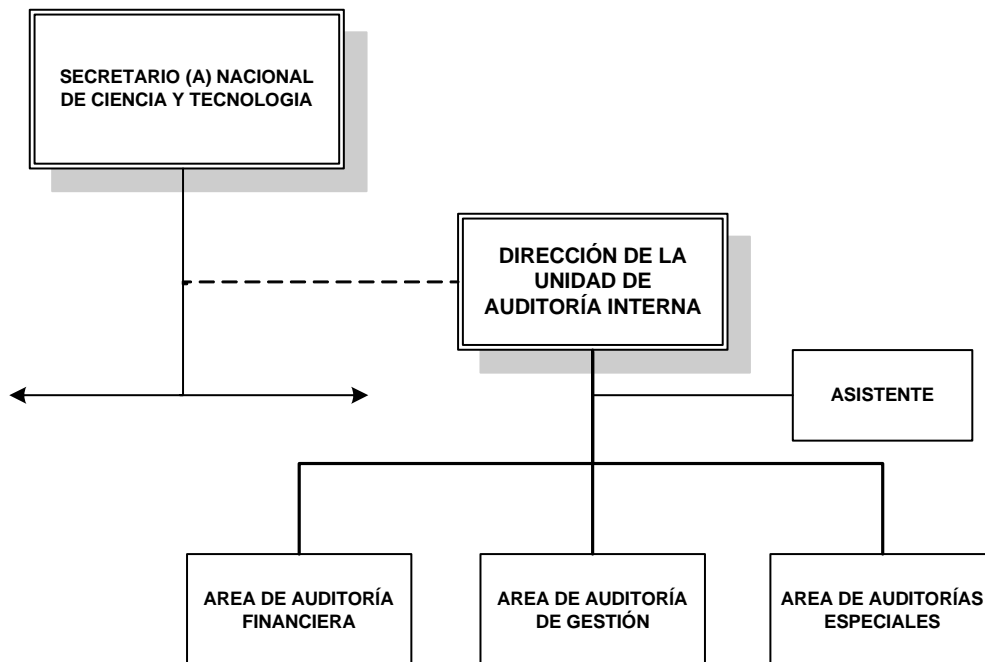 SECRETARIO (A) NACIONAL
DE CIENCIA Y TECNOLOGIA
DIRECCIÓN DE LA
UNIDAD DE
AUDITORÍA INTERNA
ASISTENTE
AREA DE AUDITORÍA
FINANCIERA
AREA DE AUDITORÍA
DE GESTIÓN
AREA DE AUDITORÍAS
ESPECIALES